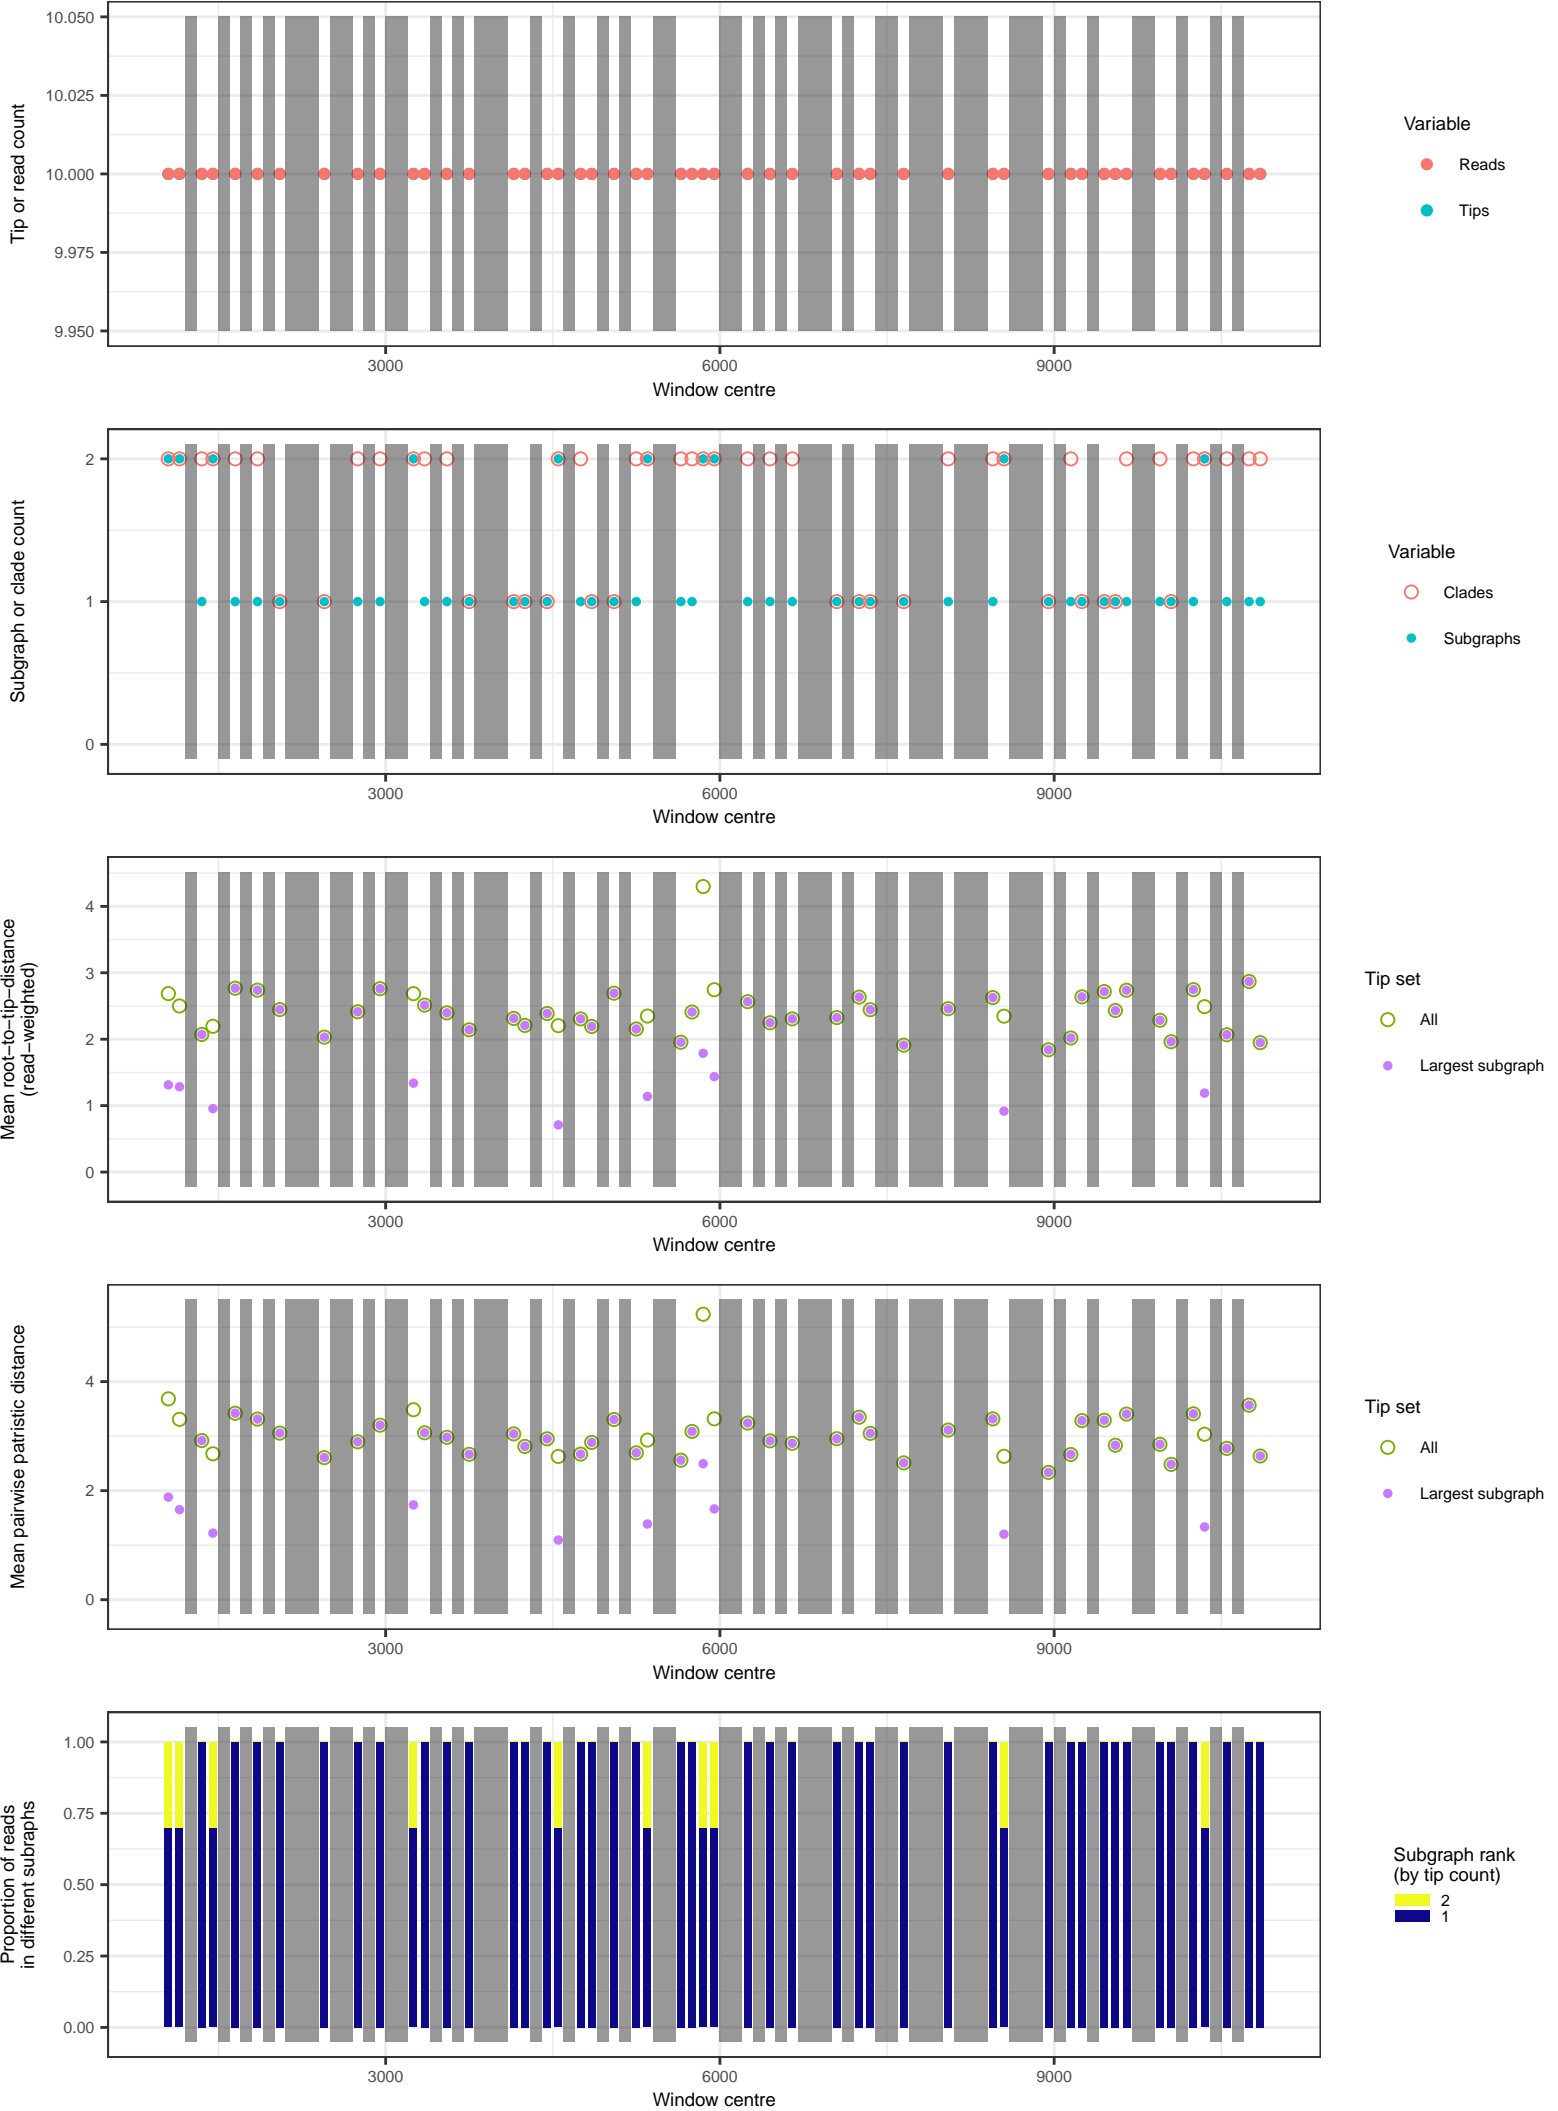 10.050
10.025
10.000
9.975
9.950
Tip or read count
3000
6000
9000
Window centre
Variable
Reads
Tips
2
1
0
Subgraph or clade count
3000
6000
9000
Window centre
Variable
Clades
Subgraphs
4
3
2
1
0
Mean root−to−tip−distance
(read−weighted)
3000
6000
9000
Window centre
Tip set
All
Largest subgraph
4
2
0
Mean pairwise patristic distance
3000
6000
9000
Window centre
Tip set
All
Largest subgraph
1.00
0.75
0.50
0.25
0.00
Proportion of reads
in different subraphs
3000
6000
9000
Window centre
Subgraph rank
(by tip count)
2
1